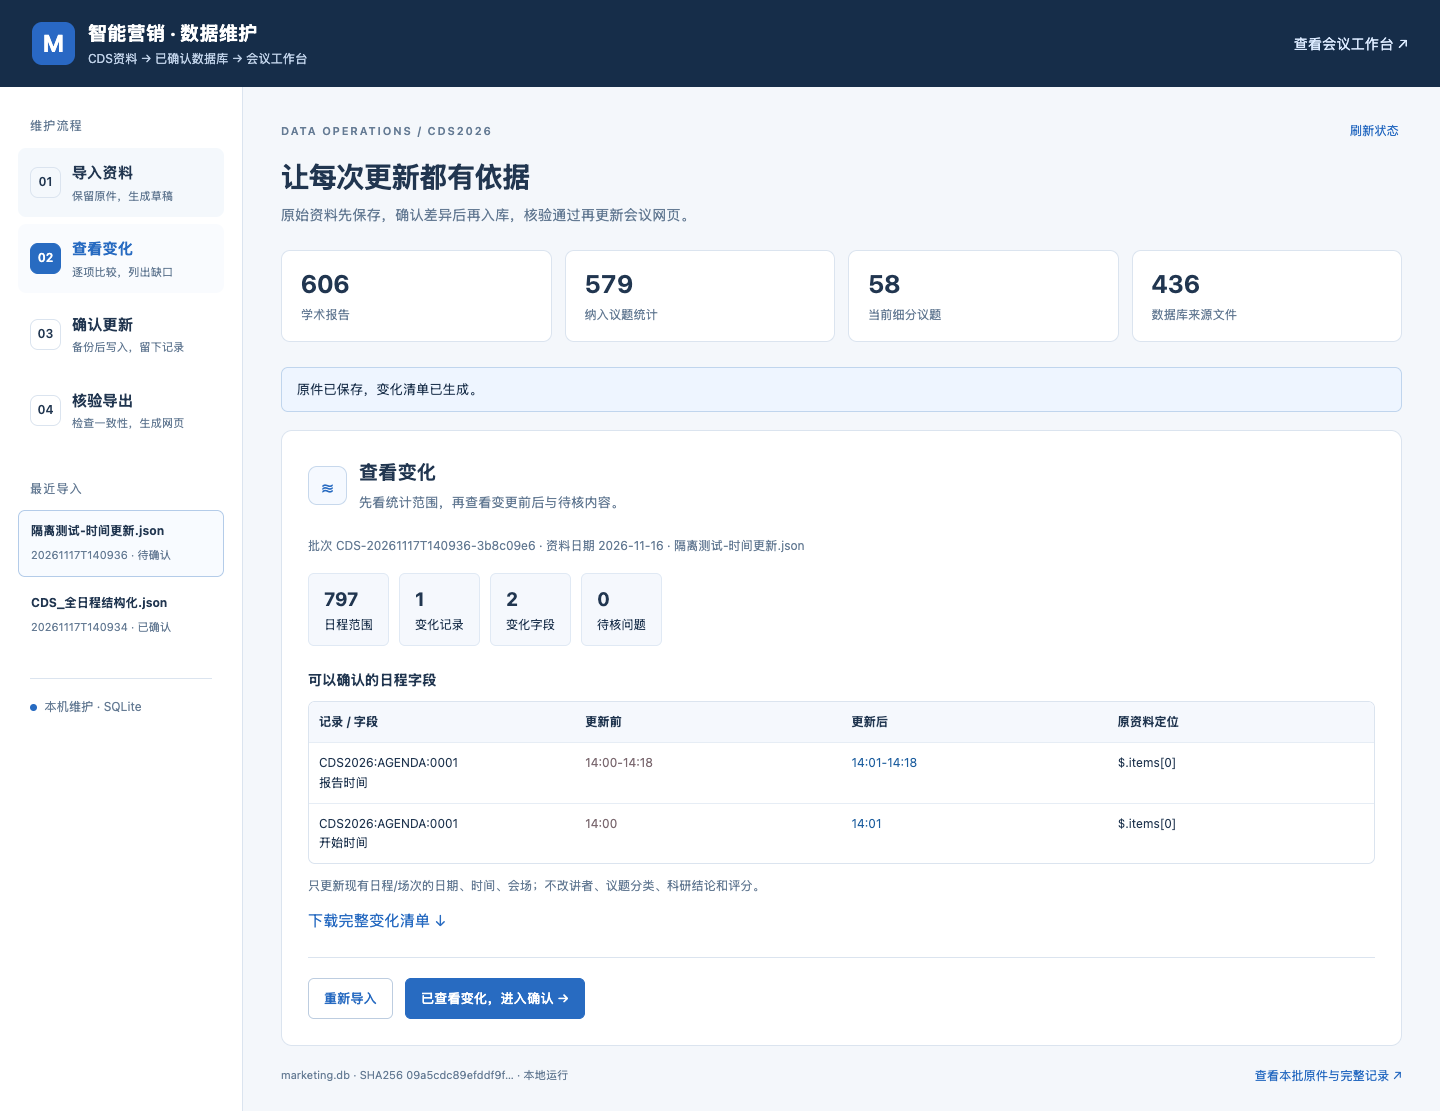 M
智能营销 · 数据维护
CDS资料 → 已确认数据库 → 会议工作台
查看会议工作台 ↗
维护流程
01
导入资料
保留原件，生成草稿
02
查看变化
逐项比较，列出缺口
03
确认更新
备份后写入，留下记录
04
核验导出
检查一致性，生成网页
最近导入
隔离测试-时间更新.json
20261117T140936 · 待确认
CDS_全日程结构化.json
20261117T140934 · 已确认
本机维护 · SQLite
DATA OPERATIONS / CDS2026
刷新状态
让每次更新都有依据
原始资料先保存，确认差异后再入库，核验通过再更新会议网页。
606
学术报告
579
纳入议题统计
58
当前细分议题
436
数据库来源文件
原件已保存，变化清单已生成。
≋
查看变化
先看统计范围，再查看变更前后与待核内容。
批次 CDS-20261117T140936-3b8c09e6 · 资料日期 2026-11-16 · 隔离测试-时间更新.json
797
日程范围
1
变化记录
2
变化字段
0
待核问题
可以确认的日程字段
记录 / 字段 更新前 更新后 原资料定位
CDS2026:AGENDA:0001 14:00-14:18 14:01-14:18 $.items[0]
报告时间
CDS2026:AGENDA:0001 14:00 14:01 $.items[0]
开始时间
只更新现有日程/场次的日期、时间、会场；不改讲者、议题分类、科研结论和评分。
下载完整变化清单 ↓
重新导入
已查看变化，进入确认 →
marketing.db · SHA256 09a5cdc89efddf9f... · 本地运行
查看本批原件与完整记录 ↗